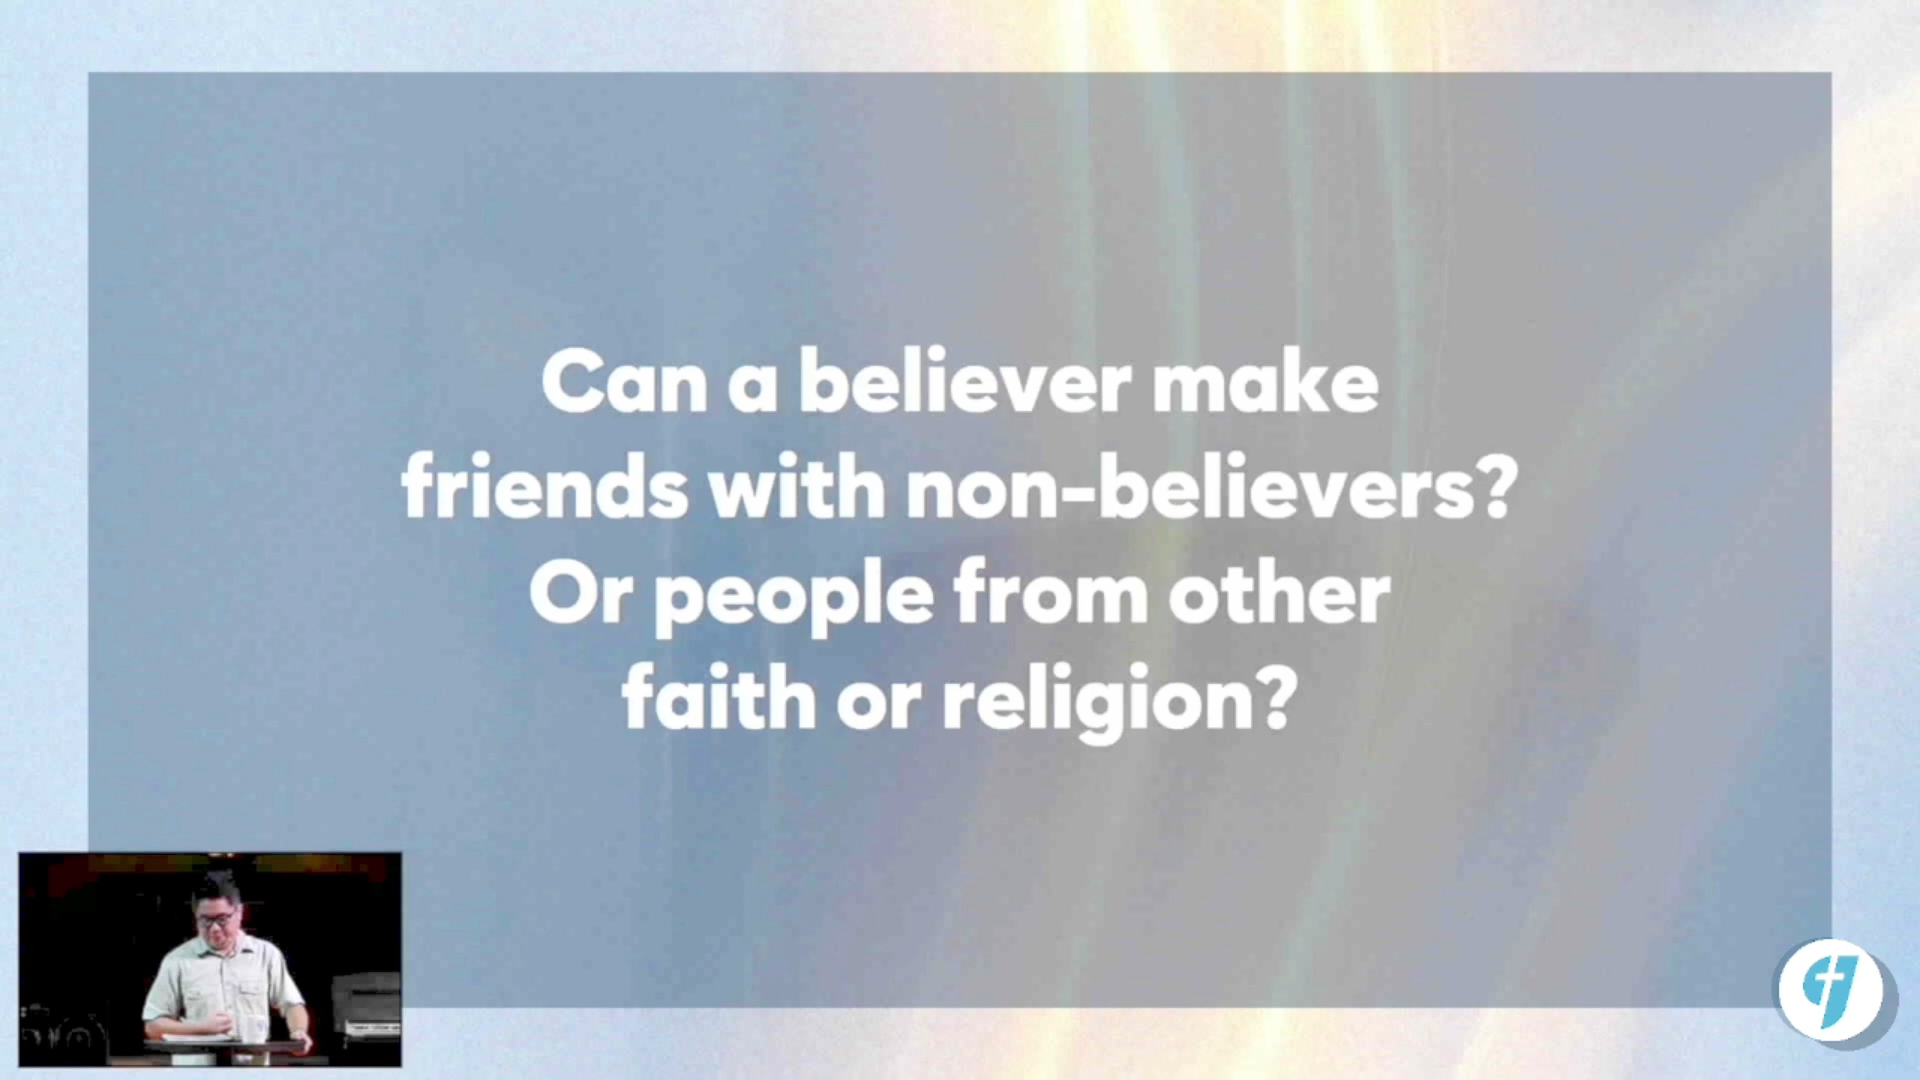 Can a believer make
friends with non-believers?
Or people from other
faith or religion?